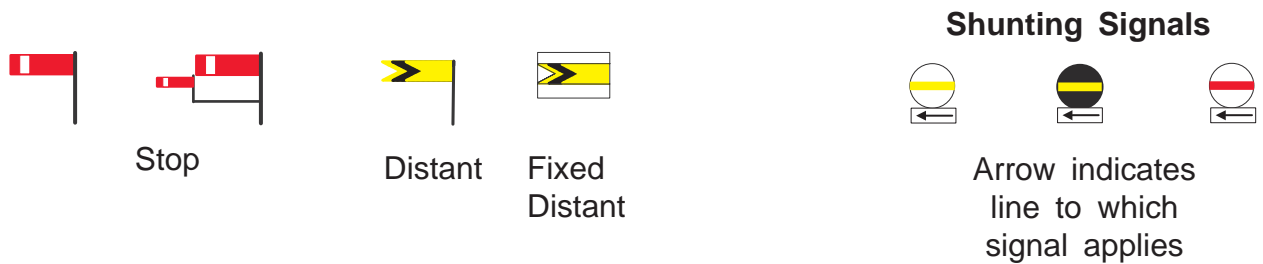 Shunting Signals
Stop
Distant
Fixed
Distant
Arrow indicates
line to which
signal applies